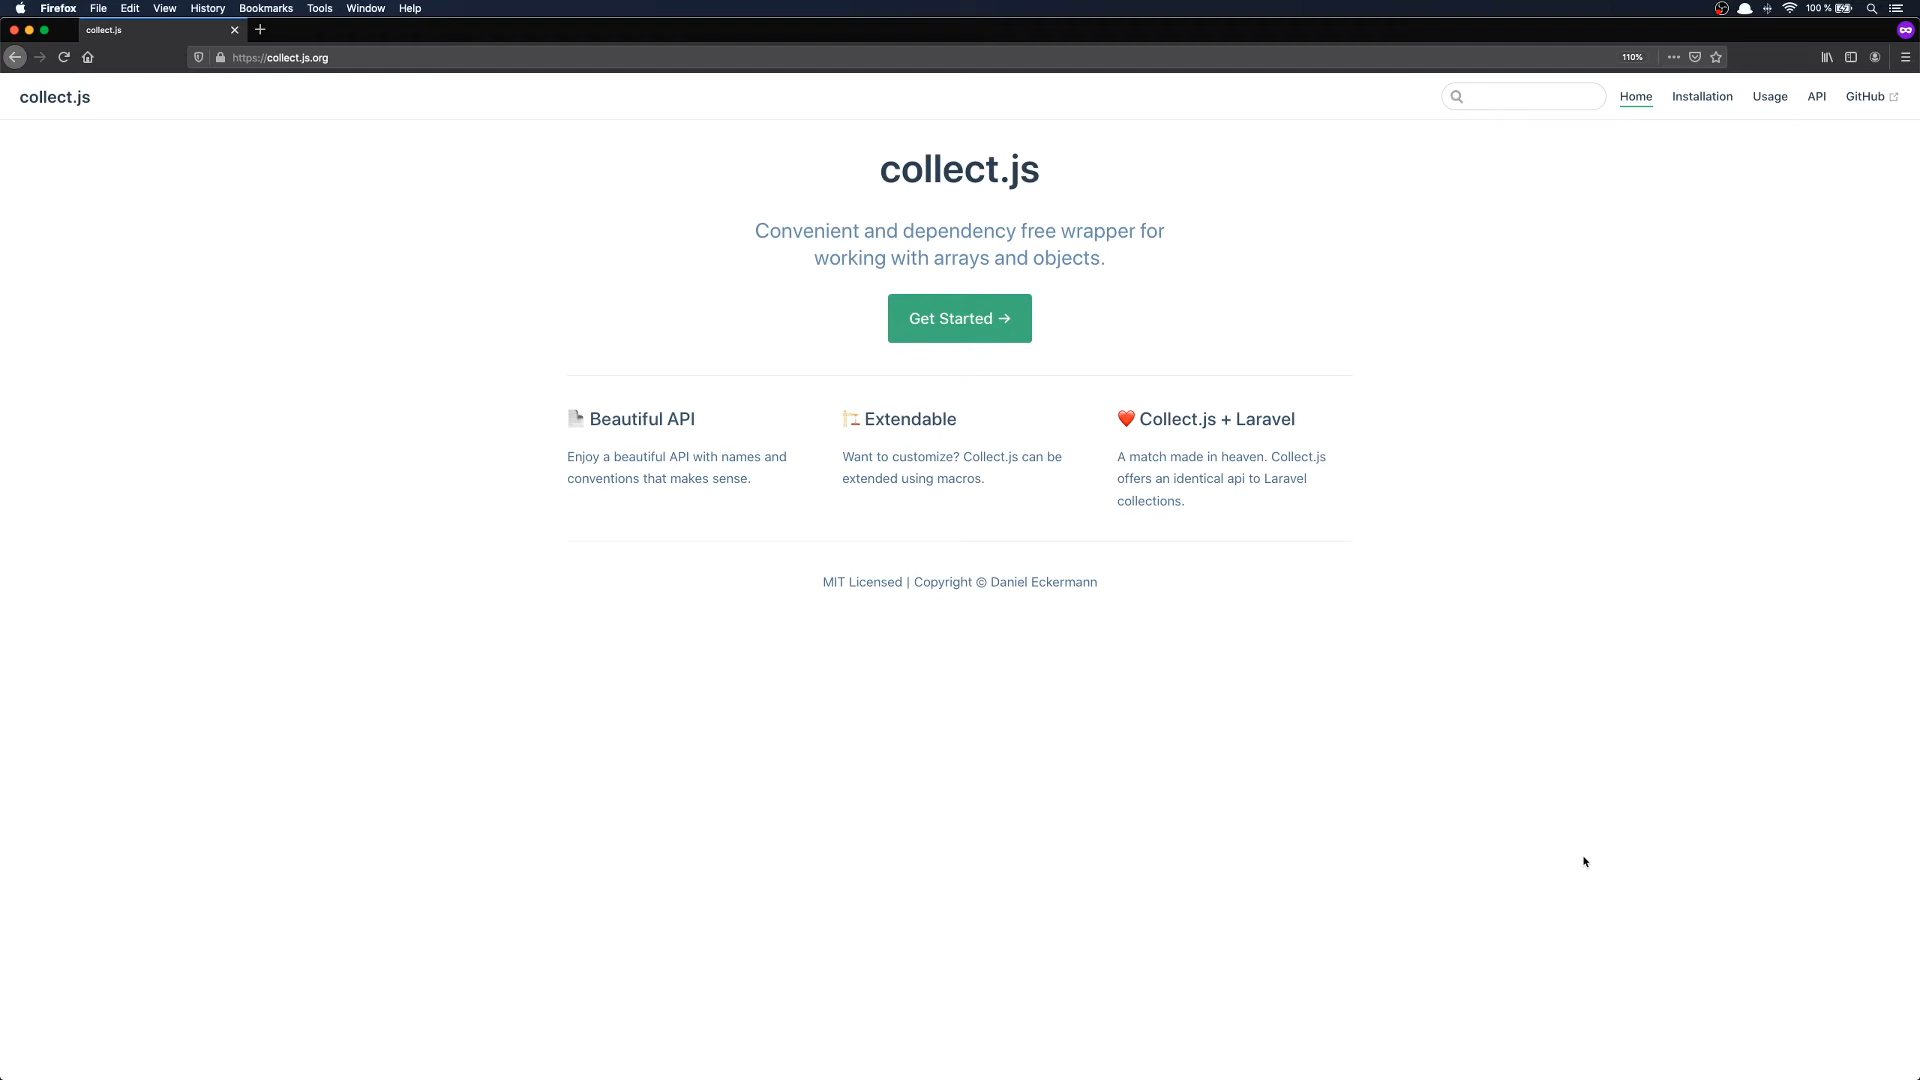 Firefox File Edit View History Bookmarks Tools Window Help 100 %
collect.js
https://collect.js.org 110%
collect.js Home Installation Usage API GitHub
collect.js
Convenient and dependency free wrapper for
working with arrays and objects.
Get Started →
Beautiful API
Enjoy a beautiful API with names and
conventions that makes sense.
Extendable
Want to customize? Collect.js can be
extended using macros.
Collect.js + Laravel
A match made in heaven. Collect.js
offers an identical api to Laravel
collections.
MIT Licensed | Copyright © Daniel Eckermann